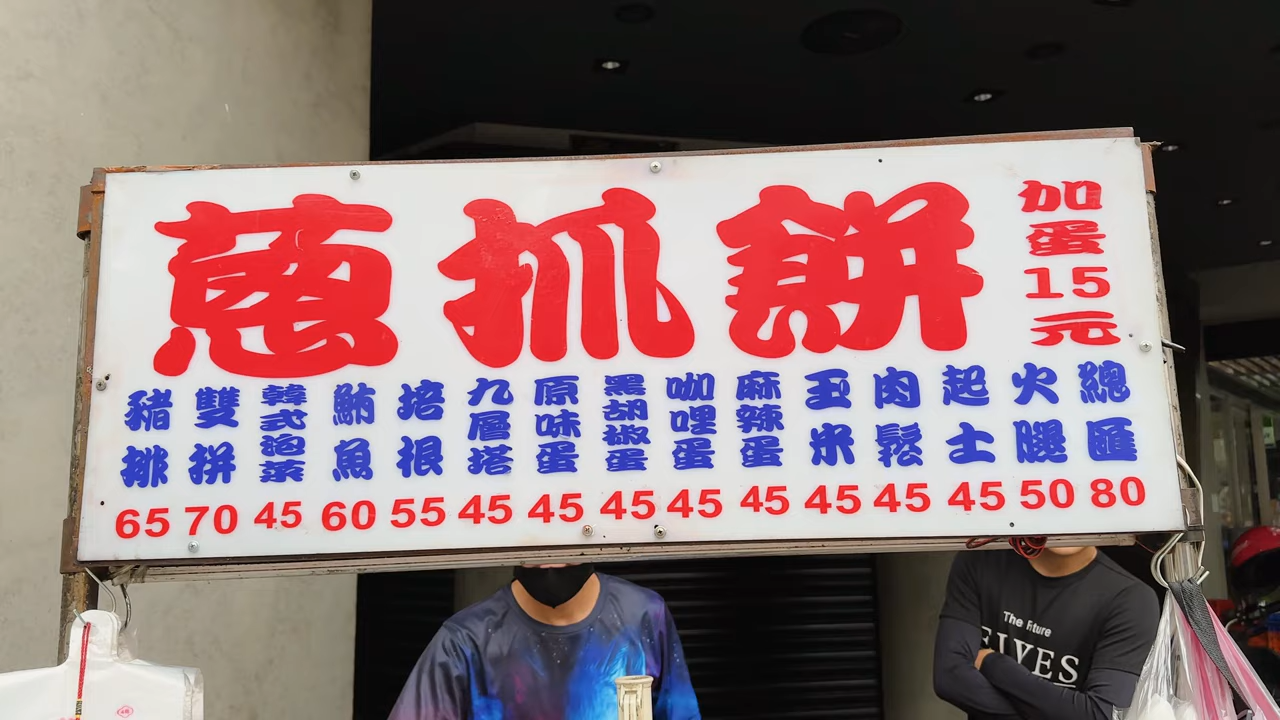 蔥抓餅
加蛋15元
豬排 雙拼 韓式泡菜 鮪魚 培根 九層塔 原味蛋 黑胡椒蛋 咖哩蛋 麻辣蛋 玉米 肉鬆 起士 火腿 總匯
65 70 45 60 55 45 45 45 45 45 45 45 45 50 80
The Future
ELVES